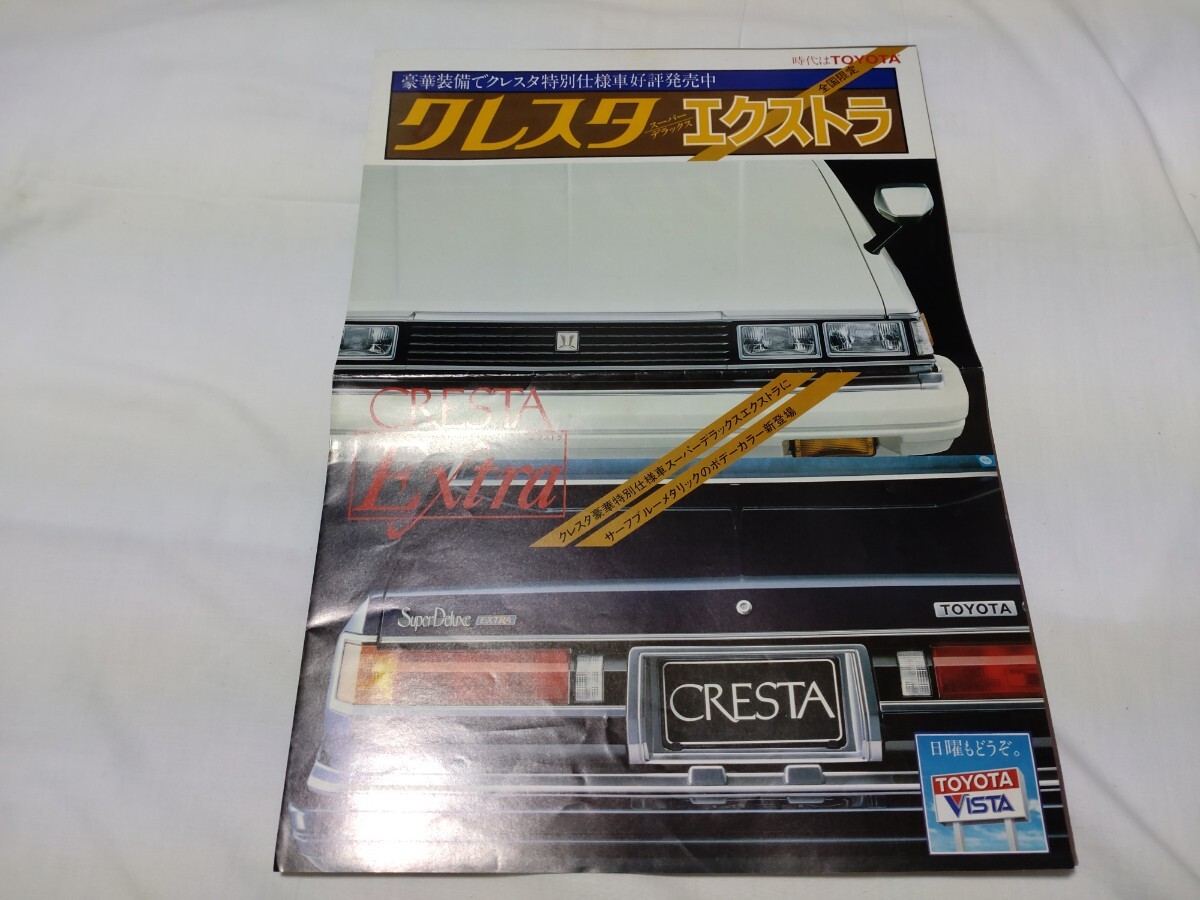 時代はTOYOTA
豪華装備でクレスタ特別仕様車好評発売中
全国限定
クレスタ スーパーデラックス エクストラ
CRESTA
Extra
クレスタ豪華特別仕様車スーパーデラックスエクストラに
サーフブルーメタリックのボデーカラー新登場
SuperDeluxe EXTRA
TOYOTA
CRESTA
日曜もどうぞ。
TOYOTA
VISTA